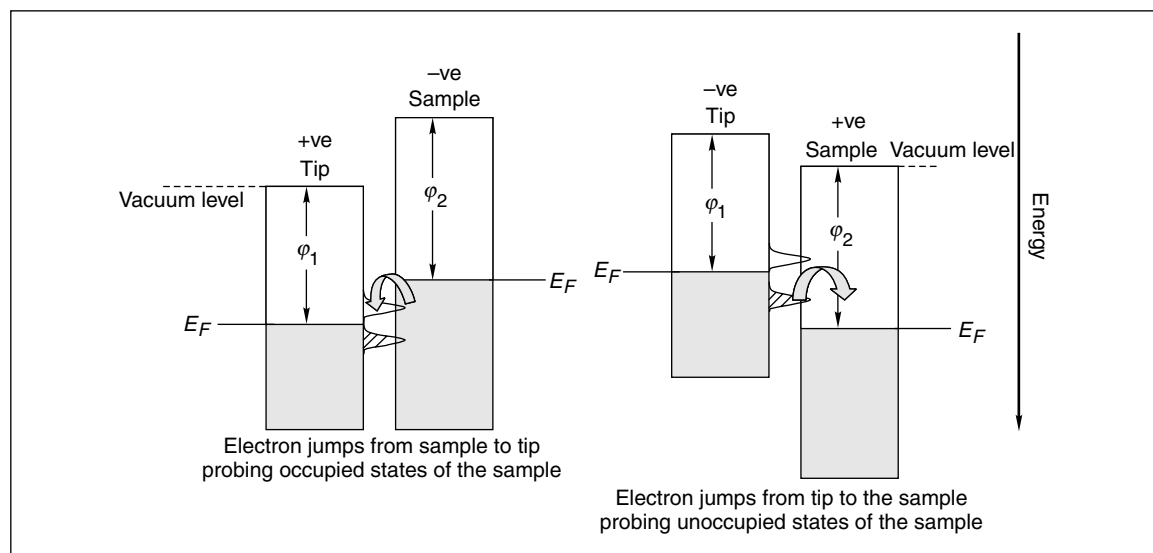 –ve
Sample
+ve
Tip
Vacuum level
φ1
φ2
EF
EF
Electron jumps from sample to tip
probing occupied states of the sample
–ve
Tip
+ve
Sample
Vacuum level
φ1
φ2
EF
EF
Electron jumps from tip to the sample
probing unoccupied states of the sample
Energy